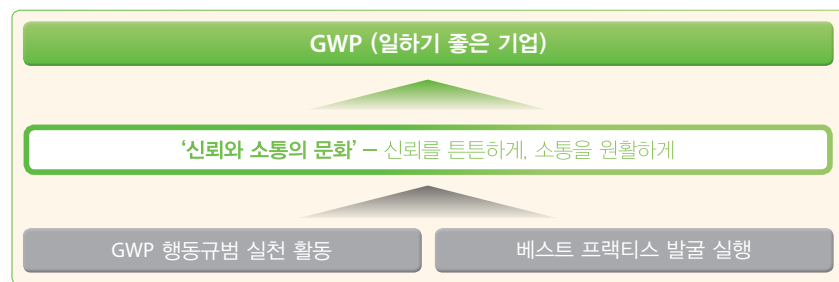 GWP (일하기 좋은 기업)
‘신뢰와 소통의 문화’ – 신뢰를 튼튼하게, 소통을 원활하게
GWP 행동규범 실천 활동
베스트 프랙티스 발굴 실행